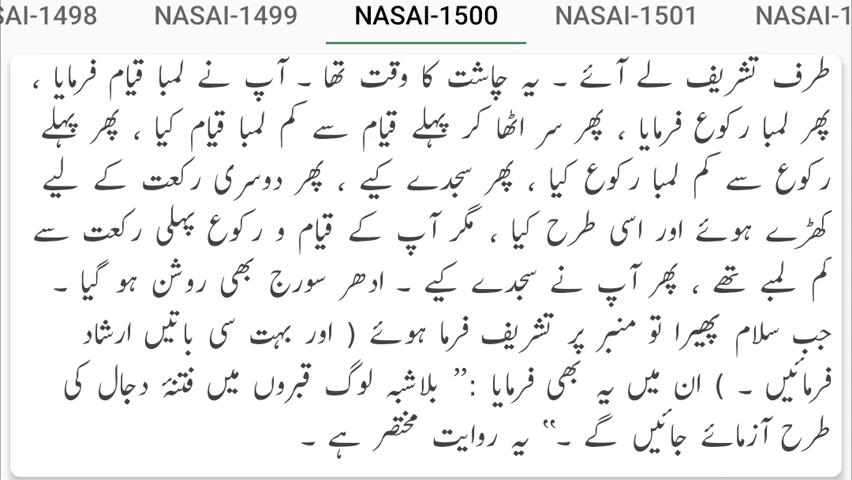 SAI-1498 NASAI-1499 NASAI-1500 NASAI-1501 NASAI-1
طرف تشریف لے آئے ۔ یہ چاشت کا وقت تھا ۔ آپ نے لمبا قیام فرمایا ،
پھر لمبا رکوع فرمایا ، پھر سر اٹھا کر پہلے قیام سے کم لمبا قیام کیا ، پھر پہلے
رکوع سے کم لمبا رکوع کیا ، پھر سجدے کیے ، پھر دوسری رکعت کے لیے
کھڑے ہوئے اور اسی طرح کیا ، مگر آپ کے قیام و رکوع پہلی رکعت سے
کم لمبے تھے ، پھر آپ نے سجدے کیے ۔ ادھر سورج بھی روشن ہو گیا ۔
جب سلام پھیرا تو منبر پر تشریف فرما ہوئے ( اور بہت سی باتیں ارشاد
فرمائیں ۔ ) ان میں یہ بھی فرمایا :’’ بلاشبہ لوگ قبروں میں فتنۂ دجال کی
طرح آزمائے جائیں گے ۔‘‘ یہ روایت مختصر ہے ۔